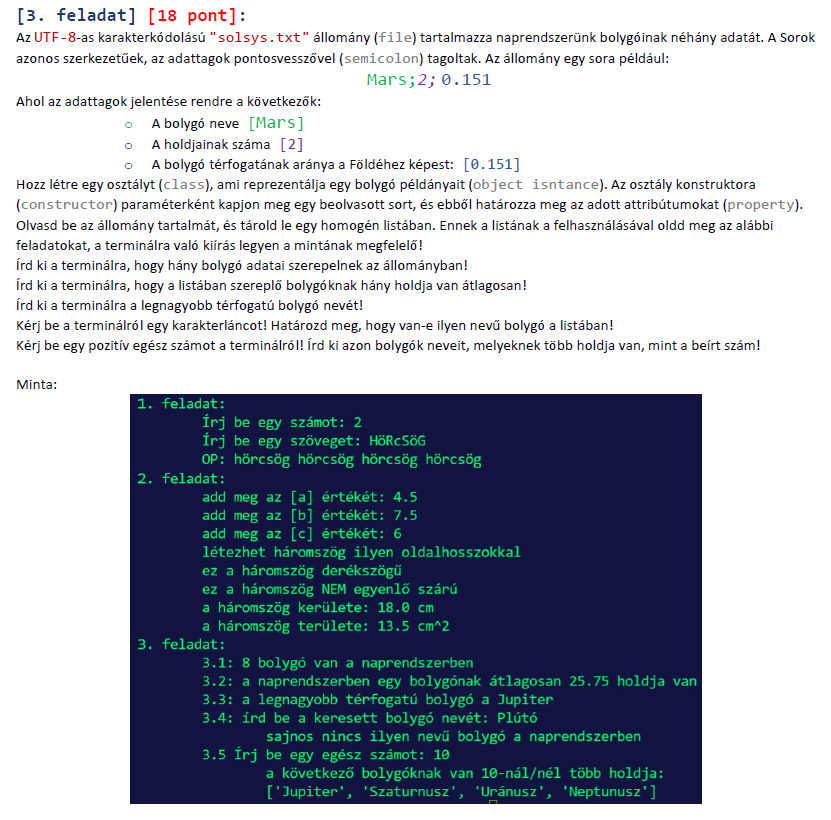 [3. feladat] [18 pont]:
Az UTF-8-as karakterkódolású "solsys.txt" állomány (file) tartalmazza naprendszerünk bolygóinak néhány adatát. A Sorok
azonos szerkezetűek, az adattagok pontosvesszővel (semicolon) tagoltak. Az állomány egy sora például:
Mars;2;0.151
Ahol az adattagok jelentése rendre a következők:
o A bolygó neve [Mars]
o A holdjainak száma [2]
o A bolygó térfogatának aránya a Földéhez képest: [0.151]
Hozz létre egy osztályt (class), ami reprezentálja egy bolygó példányait (object isntance). Az osztály konstruktora
(constructor) paraméterként kapjon meg egy beolvasott sort, és ebből határozza meg az adott attribútumokat (property).
Olvasd be az állomány tartalmát, és tárold le egy homogén listában. Ennek a listának a felhasználásával oldd meg az alábbi
feladatokat, a terminálra való kiírás legyen a mintának megfelelő!
Írd ki a terminálra, hogy hány bolygó adatai szerepelnek az állományban!
Írd ki a terminálra, hogy a listában szereplő bolygóknak hány holdja van átlagosan!
Írd ki a terminálra a legnagyobb térfogatú bolygó nevét!
Kérj be a terminálról egy karakterláncot! Határozd meg, hogy van-e ilyen nevű bolygó a listában!
Kérj be egy pozitív egész számot a terminálról! Írd ki azon bolygók neveit, melyeknek több holdja van, mint a beírt szám!
Minta:
1. feladat:
Írj be egy számot: 2
Írj be egy szöveget: HöRcSöG
OP: hörcsög hörcsög hörcsög hörcsög
2. feladat:
add meg az [a] értékét: 4.5
add meg az [b] értékét: 7.5
add meg az [c] értékét: 6
létezhet háromszög ilyen oldalhosszokkal
ez a háromszög derékszögű
ez a háromszög NEM egyenlő szárú
a háromszög kerülete: 18.0 cm
a háromszög területe: 13.5 cm^2
3. feladat:
3.1: 8 bolygó van a naprendszerben
3.2: a naprendszerben egy bolygónak átlagosan 25.75 holdja van
3.3: a legnagyobb térfogatú bolygó a Jupiter
3.4: írd be a keresett bolygó nevét: Plútó
sajnos nincs ilyen nevű bolygó a naprendszerben
3.5 Írj be egy egész számot: 10
a következő bolygóknak van 10-nál/nél több holdja:
['Jupiter', 'Szaturnusz', 'Uránusz', 'Neptunusz']